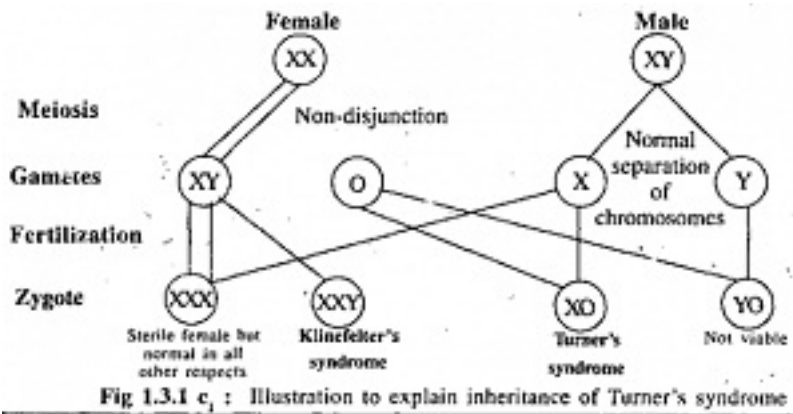 Female Male
XX XY
Meiosis
Non-disjunction
Normal
separation
of
chromosomes
Gametes XY O X Y
Fertilization
Zygote XXX XXY XO YO
Sterile female but
normal in all
other respects
Klinefelter's
syndrome
Turner's
syndrome
Not viable
Fig 1.3.1 c₁ : Illustration to explain inheritance of Turner's syndrome